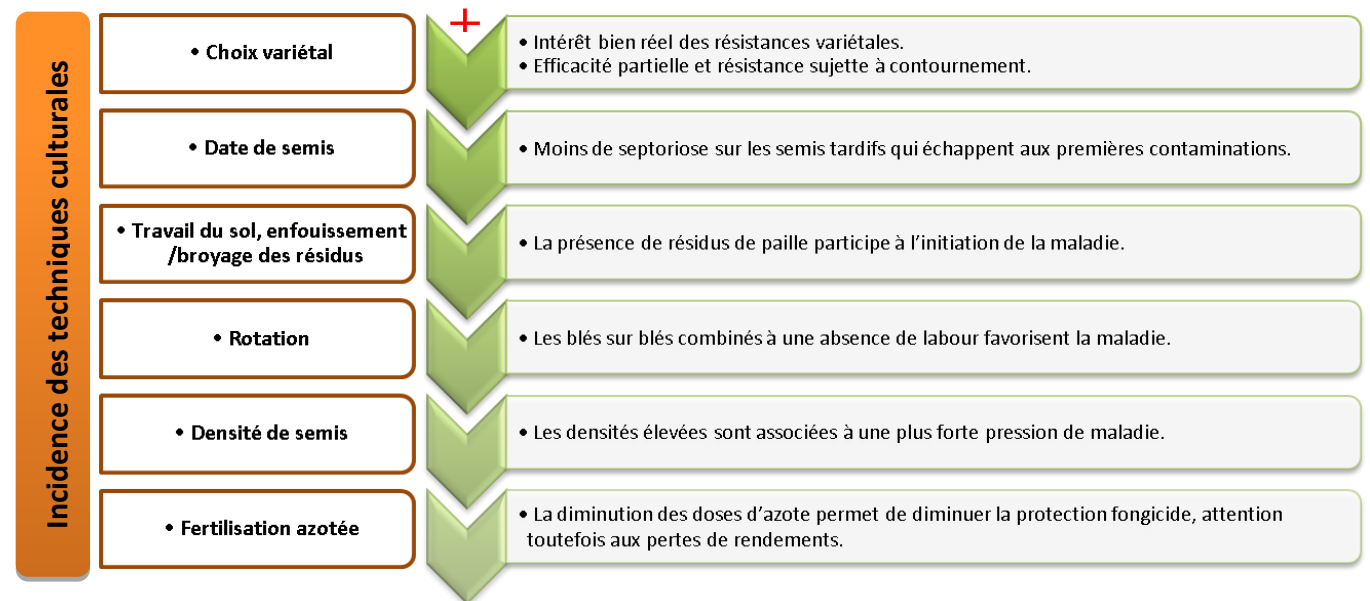 Incidence des techniques culturales
+
• Choix variétal
• Intérêt bien réel des résistances variétales.
• Efficacité partielle et résistance sujette à contournement.
• Date de semis
• Moins de septoriose sur les semis tardifs qui échappent aux premières contaminations.
• Travail du sol, enfouissement
/broyage des résidus
• La présence de résidus de paille participe à l’initiation de la maladie.
• Rotation
• Les blés sur blés combinés à une absence de labour favorisent la maladie.
• Densité de semis
• Les densités élevées sont associées à une plus forte pression de maladie.
• Fertilisation azotée
• La diminution des doses d’azote permet de diminuer la protection fongicide, attention
toutefois aux pertes de rendements.